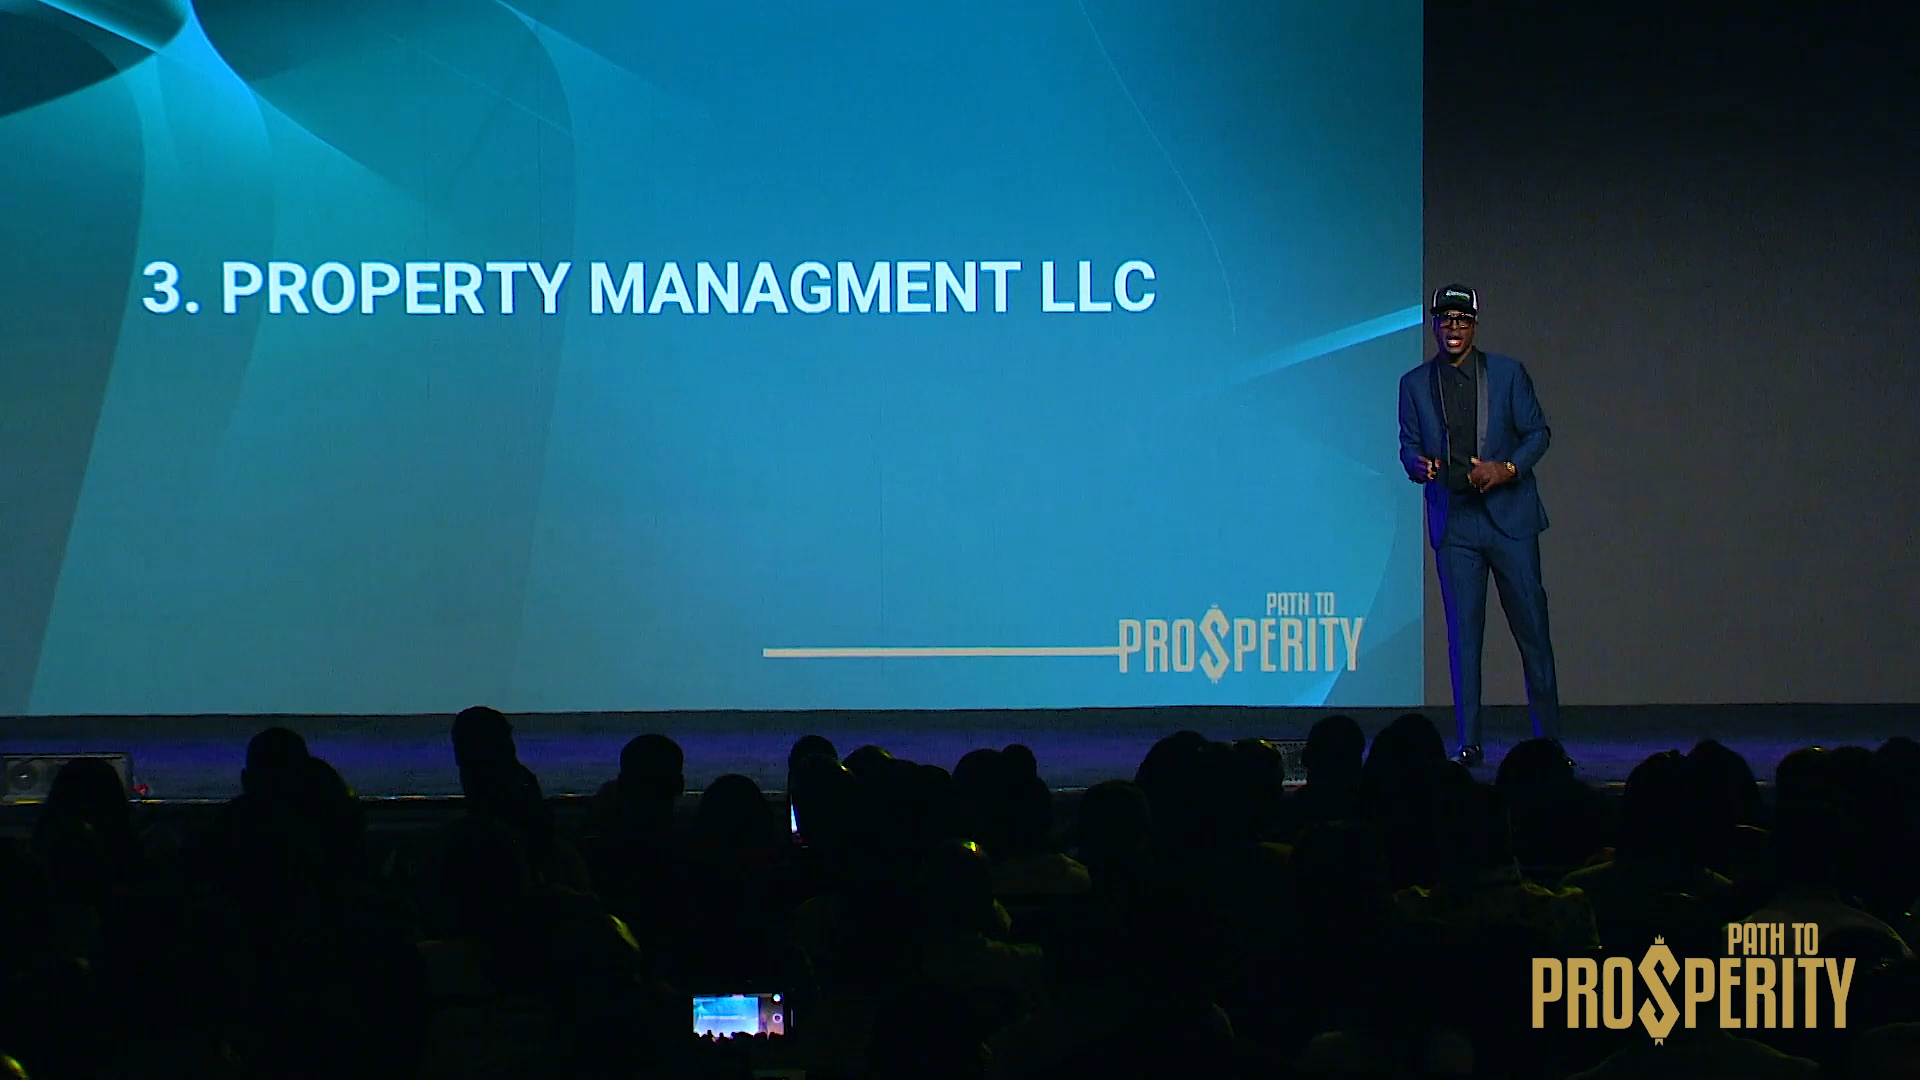 3. PROPERTY MANAGMENT LLC
PATH TO
PRO$PERITY
PATH TO
PRO$PERITY